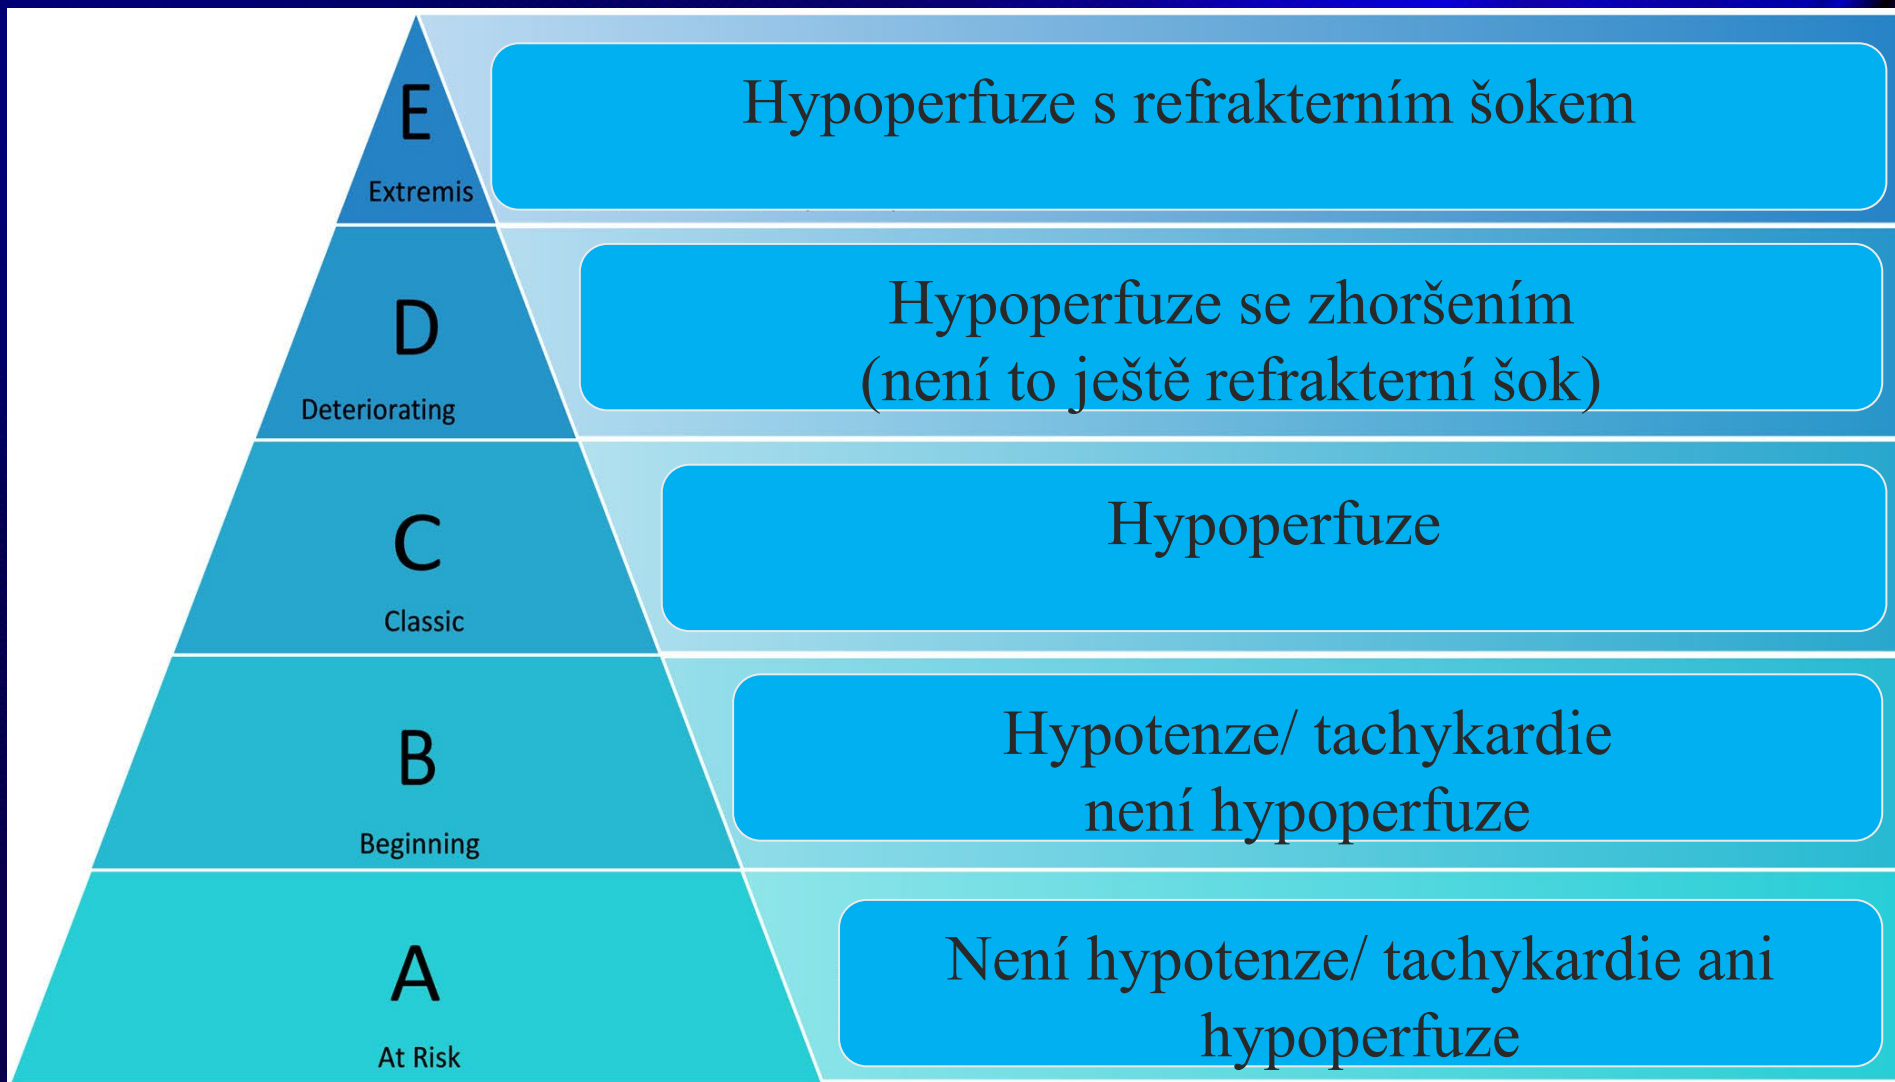 E
Extremis
Hypoperfuze s refrakterním šokem
D
Deteriorating
Hypoperfuze se zhoršením
(není to ještě refrakterní šok)
C
Classic
Hypoperfuze
B
Beginning
Hypotenze/ tachykardie
není hypoperfuze
A
At Risk
Není hypotenze/ tachykardie ani
hypoperfuze